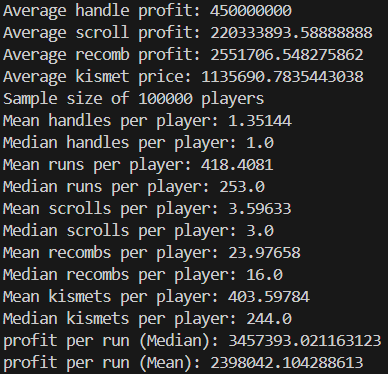 Average handle profit: 450000000
Average scroll profit: 220333893.58888888
Average recomb profit: 2551706.548275862
Average kismet price: 1135690.7835443038
Sample size of 100000 players
Mean handles per player: 1.35144
Median handles per player: 1.0
Mean runs per player: 418.4081
Median runs per player: 253.0
Mean scrolls per player: 3.59633
Median scrolls per player: 3.0
Mean recombs per player: 23.97658
Median recombs per player: 16.0
Mean kismets per player: 403.59784
Median kismets per player: 244.0
profit per run (Median): 3457393.021163123
profit per run (Mean): 2398042.104288613